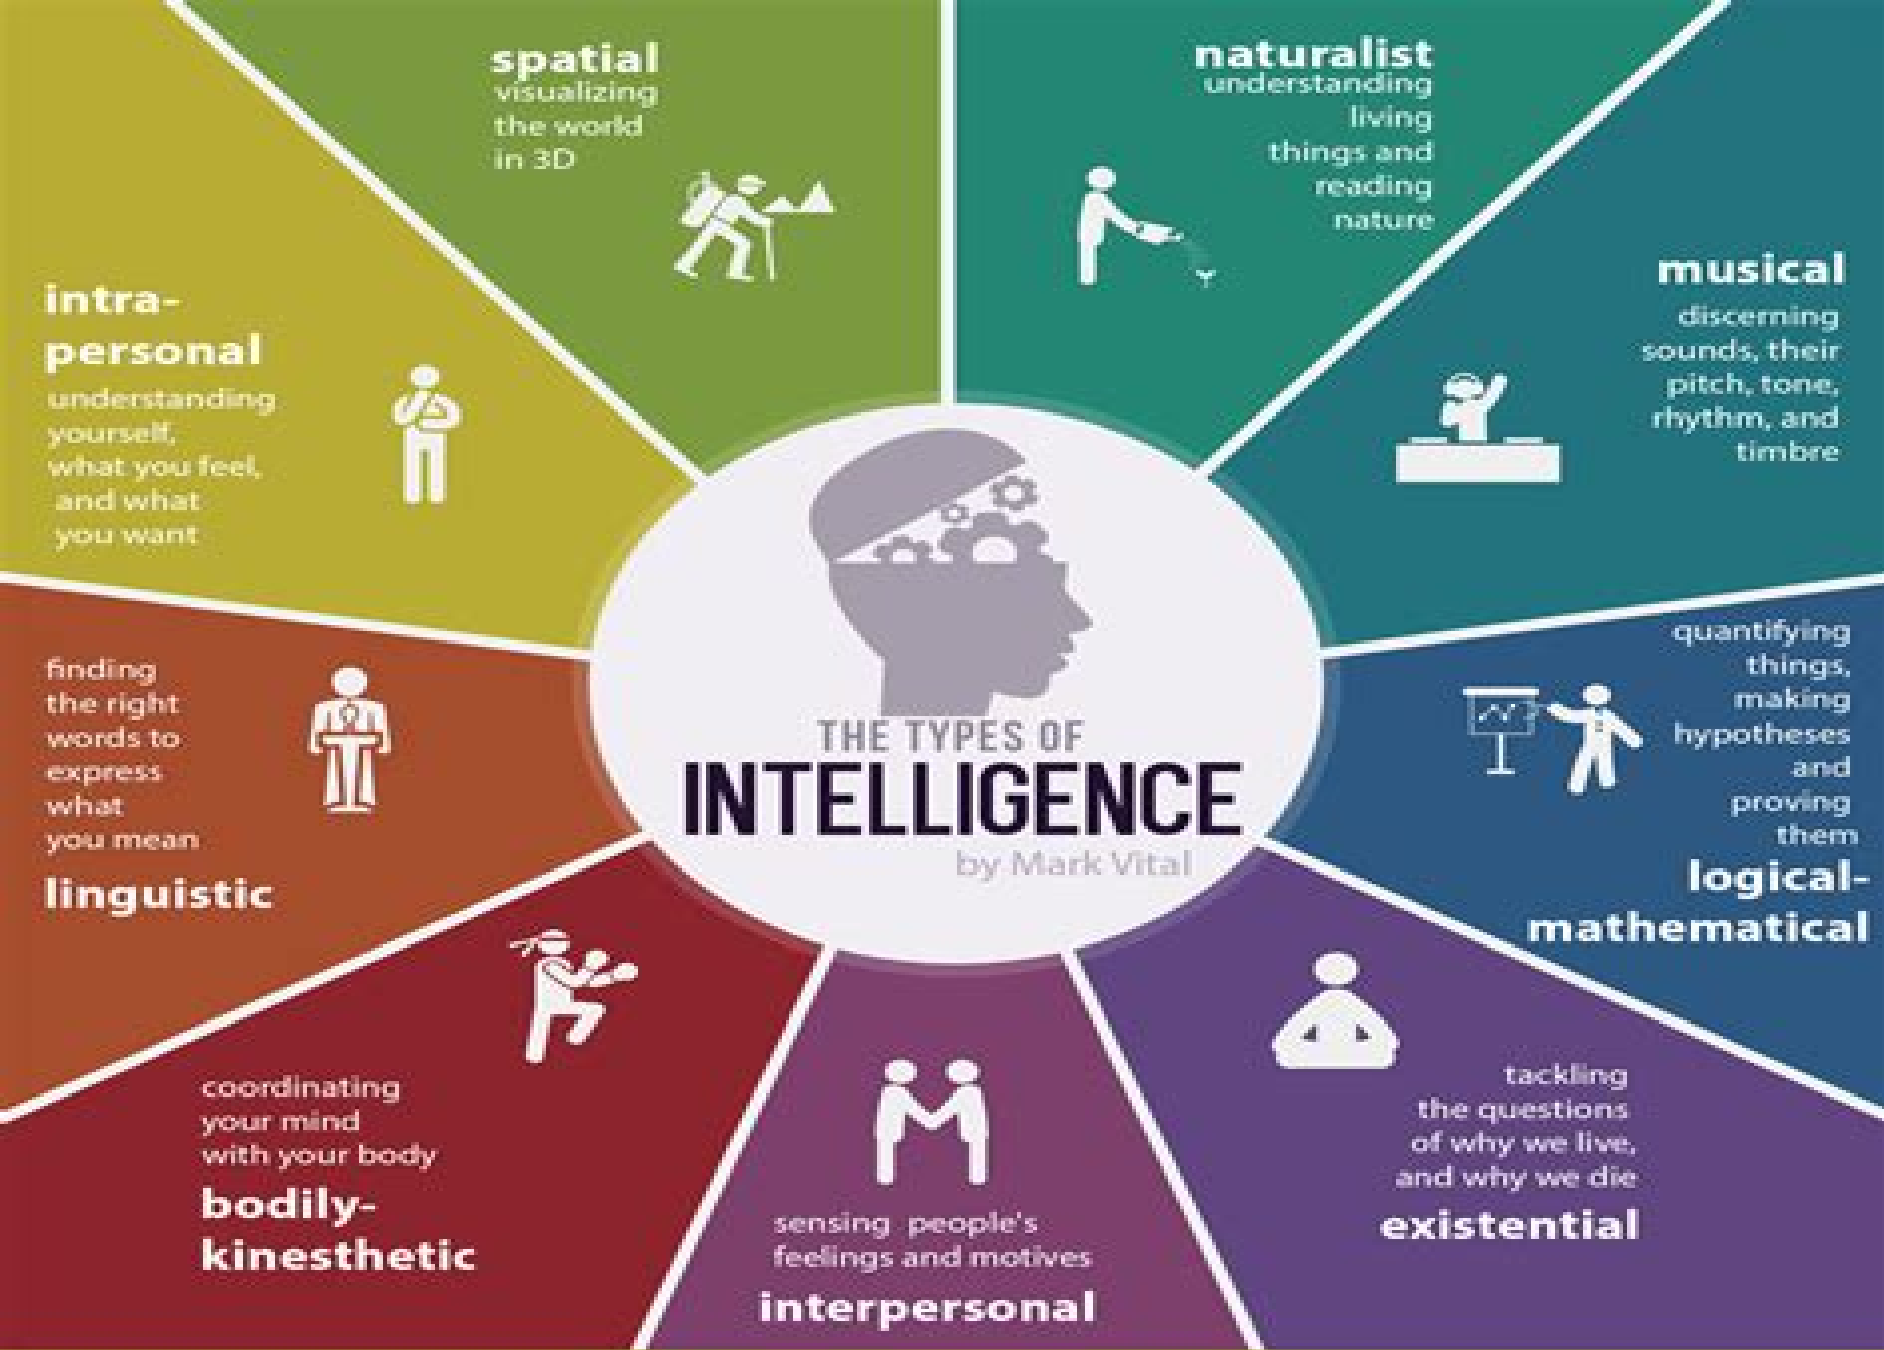 spatial
visualizing
the world
in 3D
naturalist
understanding
living
things and
reading
nature
musical
discerning
sounds, their
pitch, tone,
rhythm, and
timbre
quantifying
things,
making
hypotheses
and
proving
them
logical-
mathematical
tackling
the questions
of why we live,
and why we die
existential
sensing people's
feelings and motives
interpersonal
coordinating
your mind
with your body
bodily-
kinesthetic
finding
the right
words to
express
what
you mean
linguistic
intra-
personal
understanding
yourself,
what you feel,
and what
you want
THE TYPES OF
INTELLIGENCE
by Mark Vital